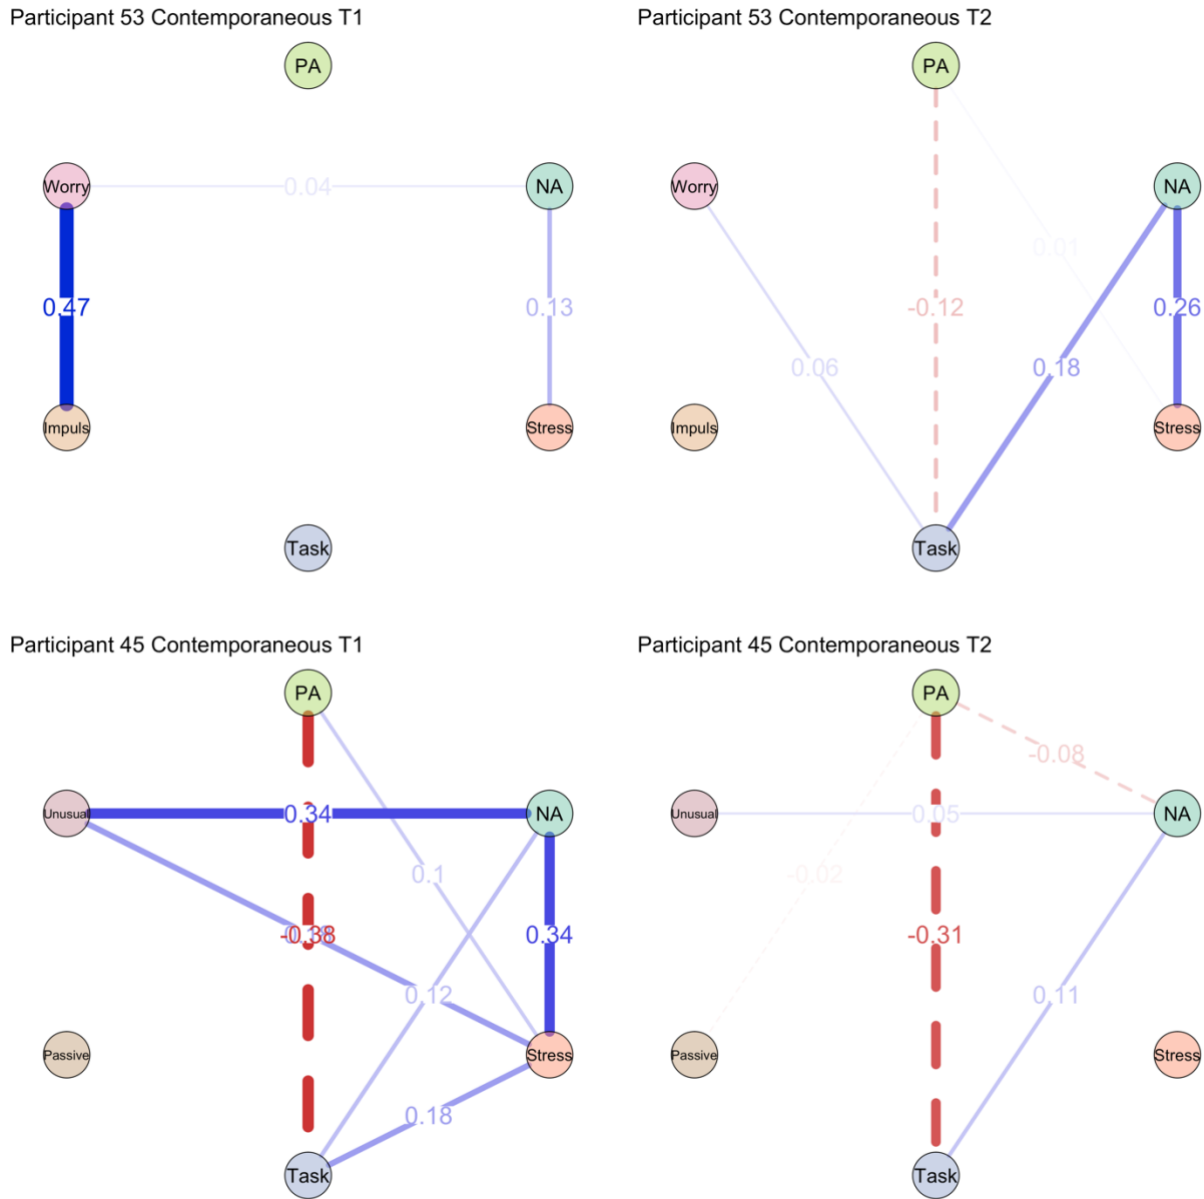 Participant 53 Contemporaneous T1
PA
Worry
0.04
NA
0.47
0.13
Impuls
Stress
Task
Participant 53 Contemporaneous T2
PA
Worry
NA
0.01
-0.12
0.26
0.06
0.18
Impuls
Stress
Task
Participant 45 Contemporaneous T1
PA
Unusual
0.34
NA
0.1
-0.38
0.34
0.12
Passive
Stress
0.18
Task
Participant 45 Contemporaneous T2
PA
-0.08
Unusual
0.05
NA
-0.02
-0.31
0.11
Passive
Stress
Task